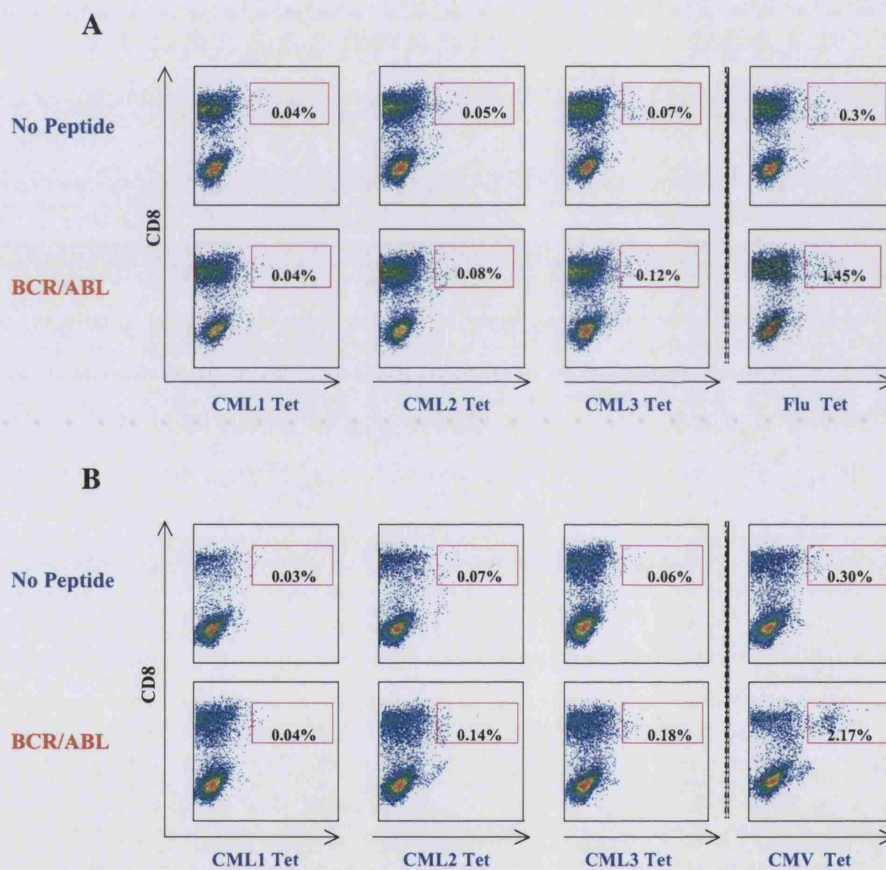 A
No Peptide
0.04% 0.05% 0.07% 0.3%
CD8
BCR/ABL
0.04% 0.08% 0.12% 1.45%
CML1 Tet CML2 Tet CML3 Tet Flu Tet
B
No Peptide
0.03% 0.07% 0.06% 0.30%
CD8
BCR/ABL
0.04% 0.14% 0.18% 2.17%
CML1 Tet CML2 Tet CML3 Tet CMV Tet